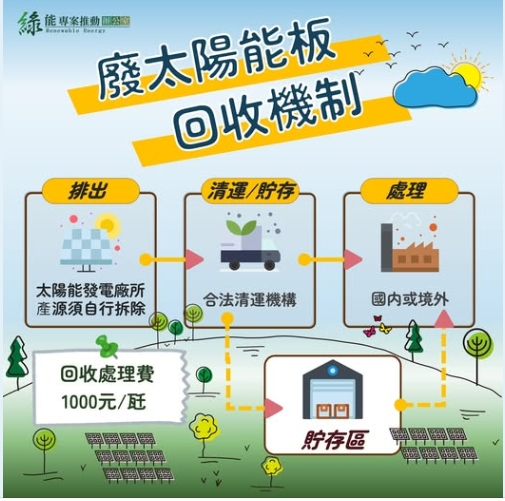 綠能專案推動辦公室
Renewable Energy
廢太陽能板
回收機制
排出
太陽能發電廠所
產源須自行拆除
清運/貯存
合法清運機構
處理
國內或境外
回收處理費
1000元/瓩
貯存區